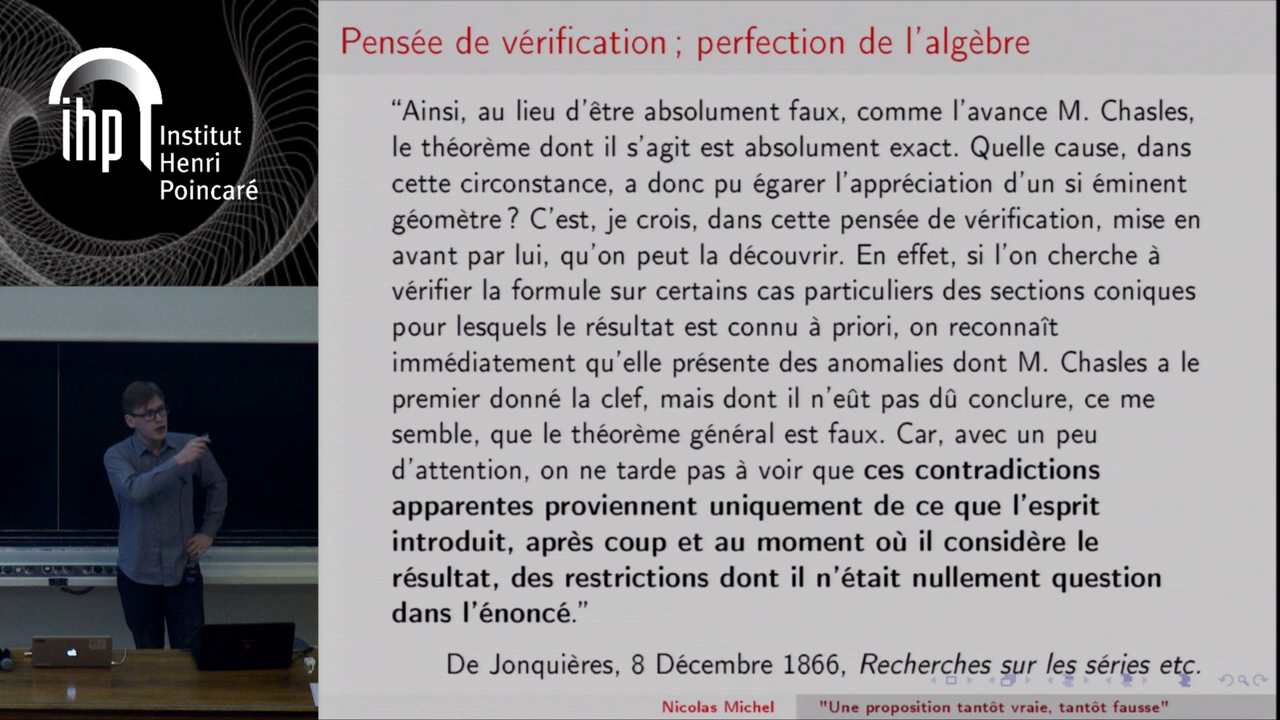 ihp
Institut
Henri
Poincaré
Pensée de vérification ; perfection de l'algèbre
“Ainsi, au lieu d'être absolument faux, comme l'avance M. Chasles,
le théorème dont il s'agit est absolument exact. Quelle cause, dans
cette circonstance, a donc pu égarer l'appréciation d'un si éminent
géomètre ? C'est, je crois, dans cette pensée de vérification, mise en
avant par lui, qu'on peut la découvrir. En effet, si l'on cherche à
vérifier la formule sur certains cas particuliers des sections coniques
pour lesquels le résultat est connu à priori, on reconnaît
immédiatement qu'elle présente des anomalies dont M. Chasles a le
premier donné la clef, mais dont il n'eût pas dû conclure, ce me
semble, que le théorème général est faux. Car, avec un peu
d'attention, on ne tarde pas à voir que ces contradictions
apparentes proviennent uniquement de ce que l'esprit
introduit, après coup et au moment où il considère le
résultat, des restrictions dont il n'était nullement question
dans l'énoncé.”
De Jonquières, 8 Décembre 1866, Recherches sur les séries etc.
Nicolas Michel
"Une proposition tantôt vraie, tantôt fausse"